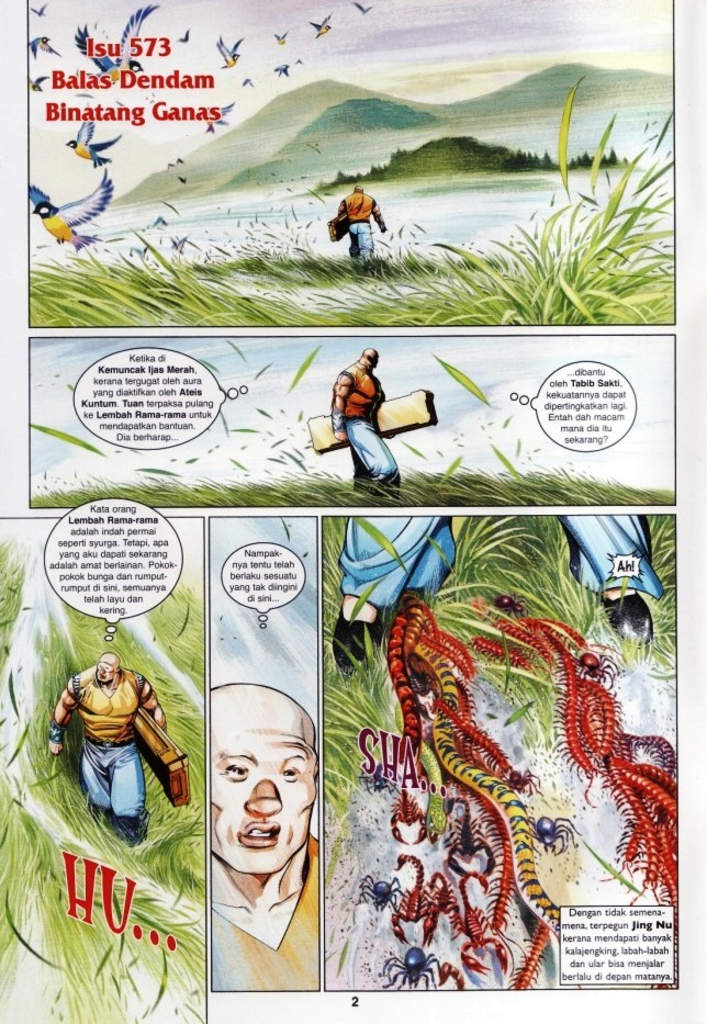 Isu 573
Balas Dendam
Binatang Ganas
Ketika di
Kemuncak Ijas Merah,
kerana tergugat oleh aura
yang diaktifkan oleh Ateis
Kuntum. Tuan terpaksa pulang
ke Lembah Rama-rama untuk
mendapatkan bantuan.
Dia berharap...
...dibantu
oleh Tabib Sakti,
kekuatannya dapat
dipertingkatkan lagi.
Entah dah macam
mana dia itu
sekarang?
Kata orang
Lembah Rama-rama
adalah indah permai
seperti syurga. Tetapi, apa
yang aku dapati sekarang
adalah amat berlainan. Pokok-
pokok bunga dan rumput-
rumput di sini, semuanya
telah layu dan
kering.
HU...
Nampak-
nya tentu telah
berlaku sesuatu
yang tak diingini
di sini...
Ah!
SHA...
Dengan tidak semena-
mena, terpegun Jing Nu
kerana mendapati banyak
kalajengking, labah-labah
dan ular bisa menjalar
berlalu di depan matanya.
2